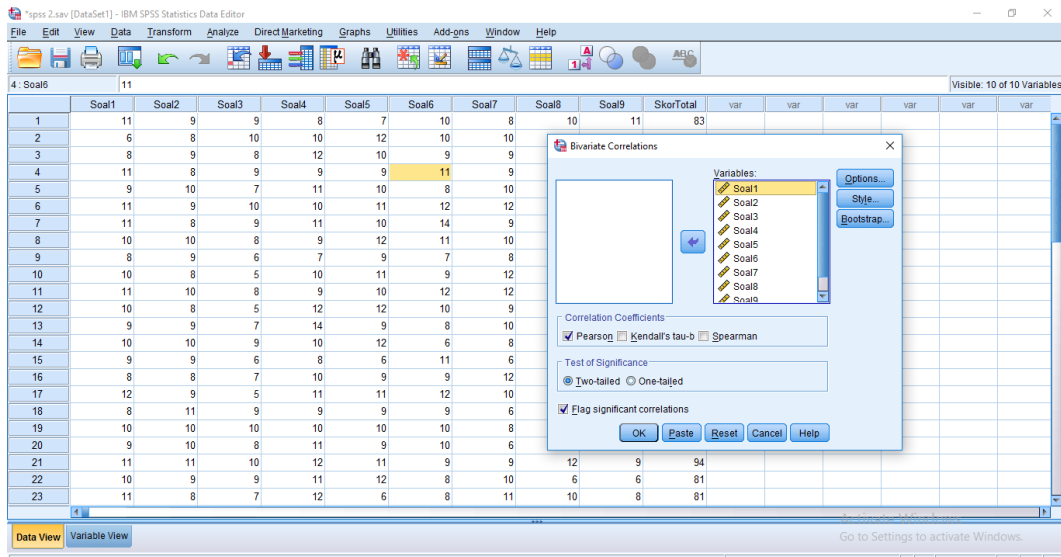 *spss 2.sav [DataSet1] - IBM SPSS Statistics Data Editor
File Edit View Data Transform Analyze Direct Marketing Graphs Utilities Add-ons Window Help
4 : Soal6 11 Visible: 10 of 10 Variables
Soal1 Soal2 Soal3 Soal4 Soal5 Soal6 Soal7 Soal8 Soal9 SkorTotal var var var var var var
1 11 9 9 8 7 10 8 10 11 83
2 6 8 10 10 12 10 10
3 8 9 8 12 10 9 9
4 11 8 9 9 9 11 9
5 9 10 7 11 10 8 10
6 11 9 10 10 11 12 12
7 11 8 9 11 10 14 9
8 10 10 8 9 12 11 10
9 8 9 6 7 9 7 8
10 10 8 5 10 11 9 12
11 11 10 8 9 10 12 12
12 10 8 5 12 12 10 9
13 9 9 7 14 9 8 10
14 10 10 9 10 12 6 8
15 9 9 6 8 6 11 6
16 8 8 7 10 9 9 12
17 12 9 5 11 11 12 10
18 8 11 9 9 9 9 6
19 10 10 10 10 10 10 8
20 9 10 8 11 9 10 6
21 11 11 10 12 11 9 9 12 9 94
22 10 9 9 11 12 8 10 6 6 81
23 11 8 7 12 6 8 11 10 8 81
Bivariate Correlations
Variables:
Soal1
Soal2
Soal3
Soal4
Soal5
Soal6
Soal7
Soal8
Soal9
Options...
Style...
Bootstrap...
Correlation Coefficients
Pearson Kendall's tau-b Spearman
Test of Significance
Two-tailed One-tailed
Flag significant correlations
OK Paste Reset Cancel Help
Data View Variable View
Activate Windows
Go to Settings to activate Windows.